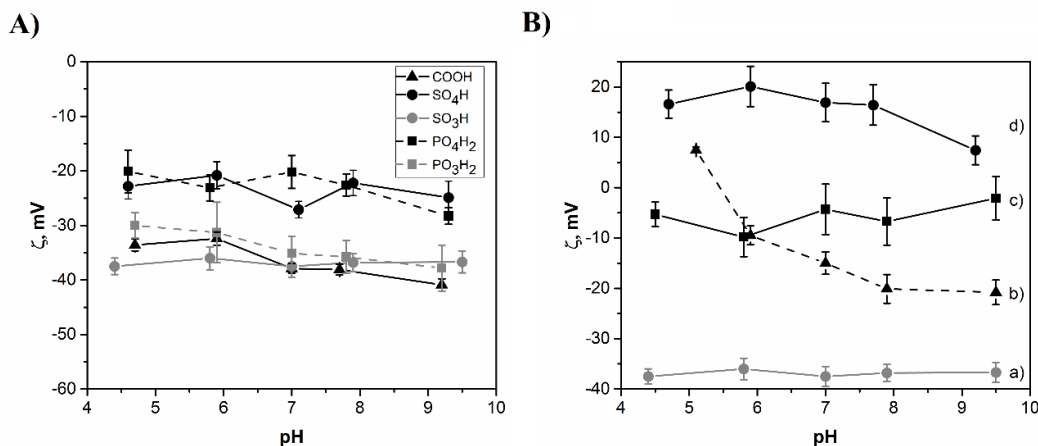 A)
ζ, mV
0
-10
-20
-30
-40
-50
-60
4 5 6 7 8 9 10
pH
COOH
SO4H
SO3H
PO4H2
PO3H2
B)
ζ, mV
20
10
0
-10
-20
-30
-40
4 5 6 7 8 9 10
pH
d)
c)
b)
a)